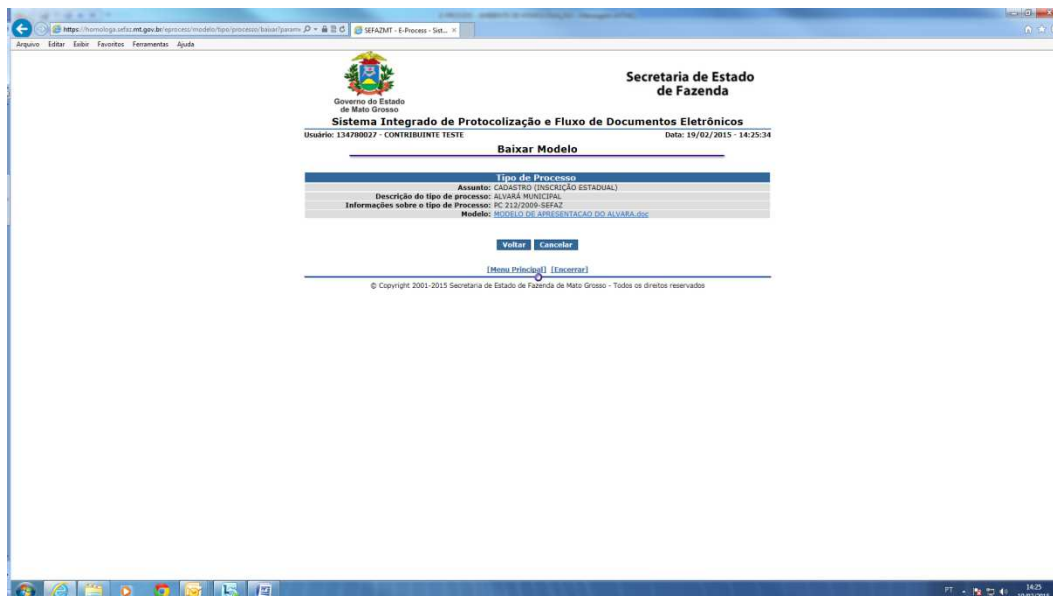 https://homologa.sefaz.mt.gov.br/eprocess/modelo/tipo/processo/baixar?param
SEFAZMT - E-Process - Sist...
Arquivo Editar Exibir Favoritos Ferramentas Ajuda
Governo do Estado
de Mato Grosso
Secretaria de Estado
de Fazenda
Sistema Integrado de Protocolização e Fluxo de Documentos Eletrônicos
Usuário: 134780027 - CONTRIBUINTE TESTE Data: 19/02/2015 - 14:25:34
Baixar Modelo
Tipo de Processo
Assunto: CADASTRO (INSCRIÇÃO ESTADUAL)
Descrição do tipo de processo: ALVARÁ MUNICIPAL
Informações sobre o tipo de Processo: PC 212/2009-SEFAZ
Modelo: MODELO DE APRESENTACAO DO ALVARA.doc
Voltar Cancelar
[Menu Principal] [Encerrar]
© Copyright 2001-2015 Secretaria de Estado de Fazenda de Mato Grosso - Todos os direitos reservados
PT 14:25
19/02/2015